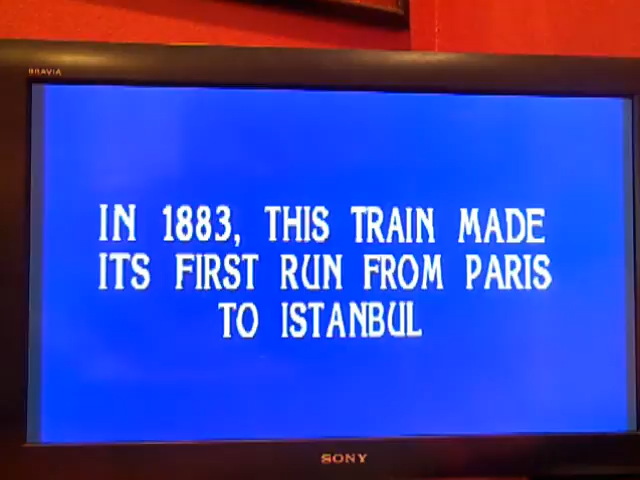 BRAVIA
IN 1883, THIS TRAIN MADE
ITS FIRST RUN FROM PARIS
TO ISTANBUL
SONY